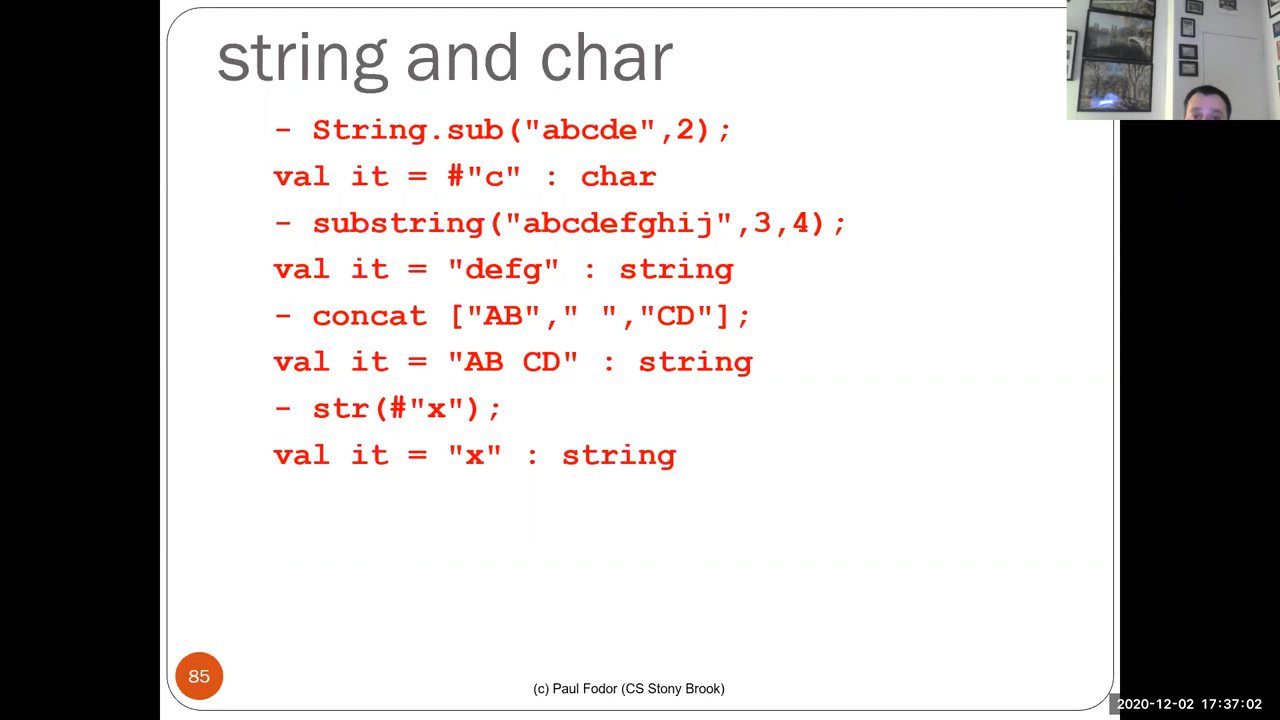 string and char
- String.sub("abcde",2);
val it = #"c" : char
- substring("abcdefghij",3,4);
val it = "defg" : string
- concat ["AB"," ","CD"];
val it = "AB CD" : string
- str(#"x");
val it = "x" : string
85
(c) Paul Fodor (CS Stony Brook)
2020-12-02 17:37:02